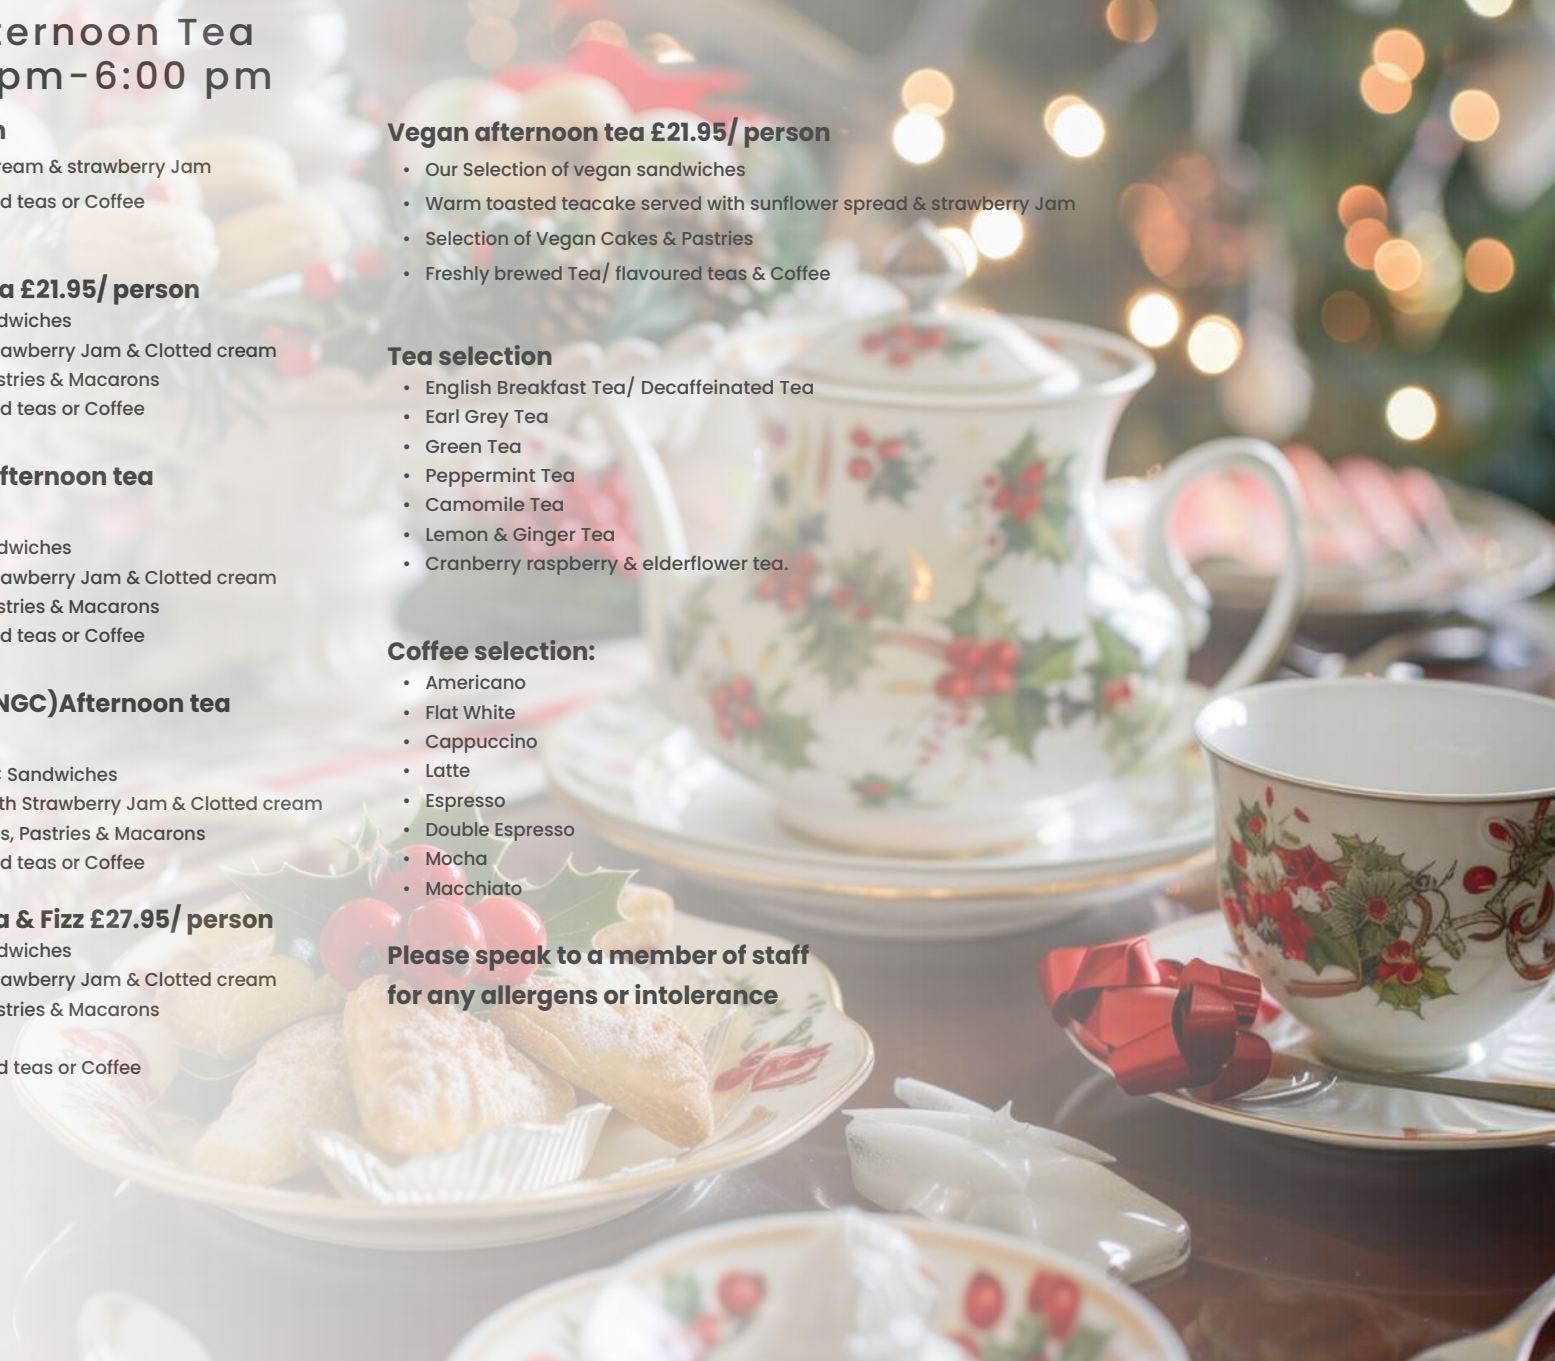 ternoon Tea
pm-6:00 pm
ream & strawberry Jam
d teas or Coffee
a £21.95/ person
dwiches
awberry Jam & Clotted cream
stries & Macarons
d teas or Coffee
fternoon tea
dwiches
awberry Jam & Clotted cream
stries & Macarons
d teas or Coffee
NGC)Afternoon tea
Sandwiches
th Strawberry Jam & Clotted cream
s, Pastries & Macarons
d teas or Coffee
a & Fizz £27.95/ person
dwiches
awberry Jam & Clotted cream
stries & Macarons
d teas or Coffee
Vegan afternoon tea £21.95/ person
• Our Selection of vegan sandwiches
• Warm toasted teacake served with sunflower spread & strawberry Jam
• Selection of Vegan Cakes & Pastries
• Freshly brewed Tea/ flavoured teas & Coffee
Tea selection
• English Breakfast Tea/ Decaffeinated Tea
• Earl Grey Tea
• Green Tea
• Peppermint Tea
• Camomile Tea
• Lemon & Ginger Tea
• Cranberry raspberry & elderflower tea.
Coffee selection:
• Americano
• Flat White
• Cappuccino
• Latte
• Espresso
• Double Espresso
• Mocha
• Macchiato
Please speak to a member of staff
for any allergens or intolerance